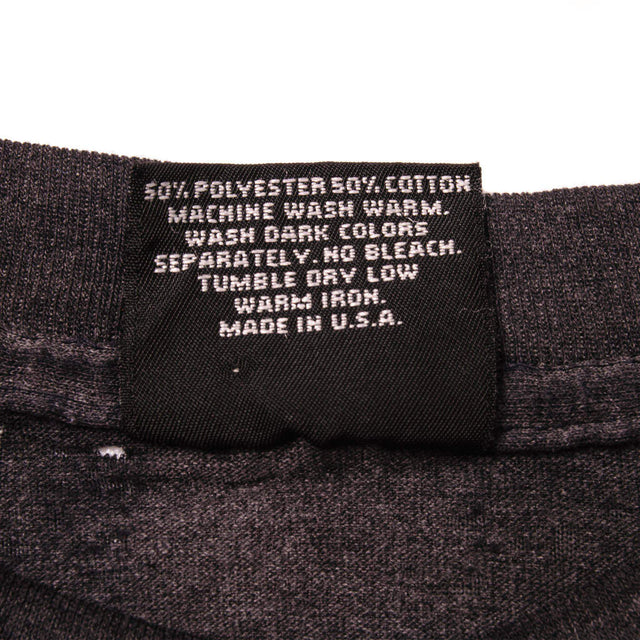 50% POLYESTER 50% COTTON
MACHINE WASH WARM.
WASH DARK COLORS
SEPARATELY. NO BLEACH.
TUMBLE DRY LOW
WARM IRON.
MADE IN U.S.A.